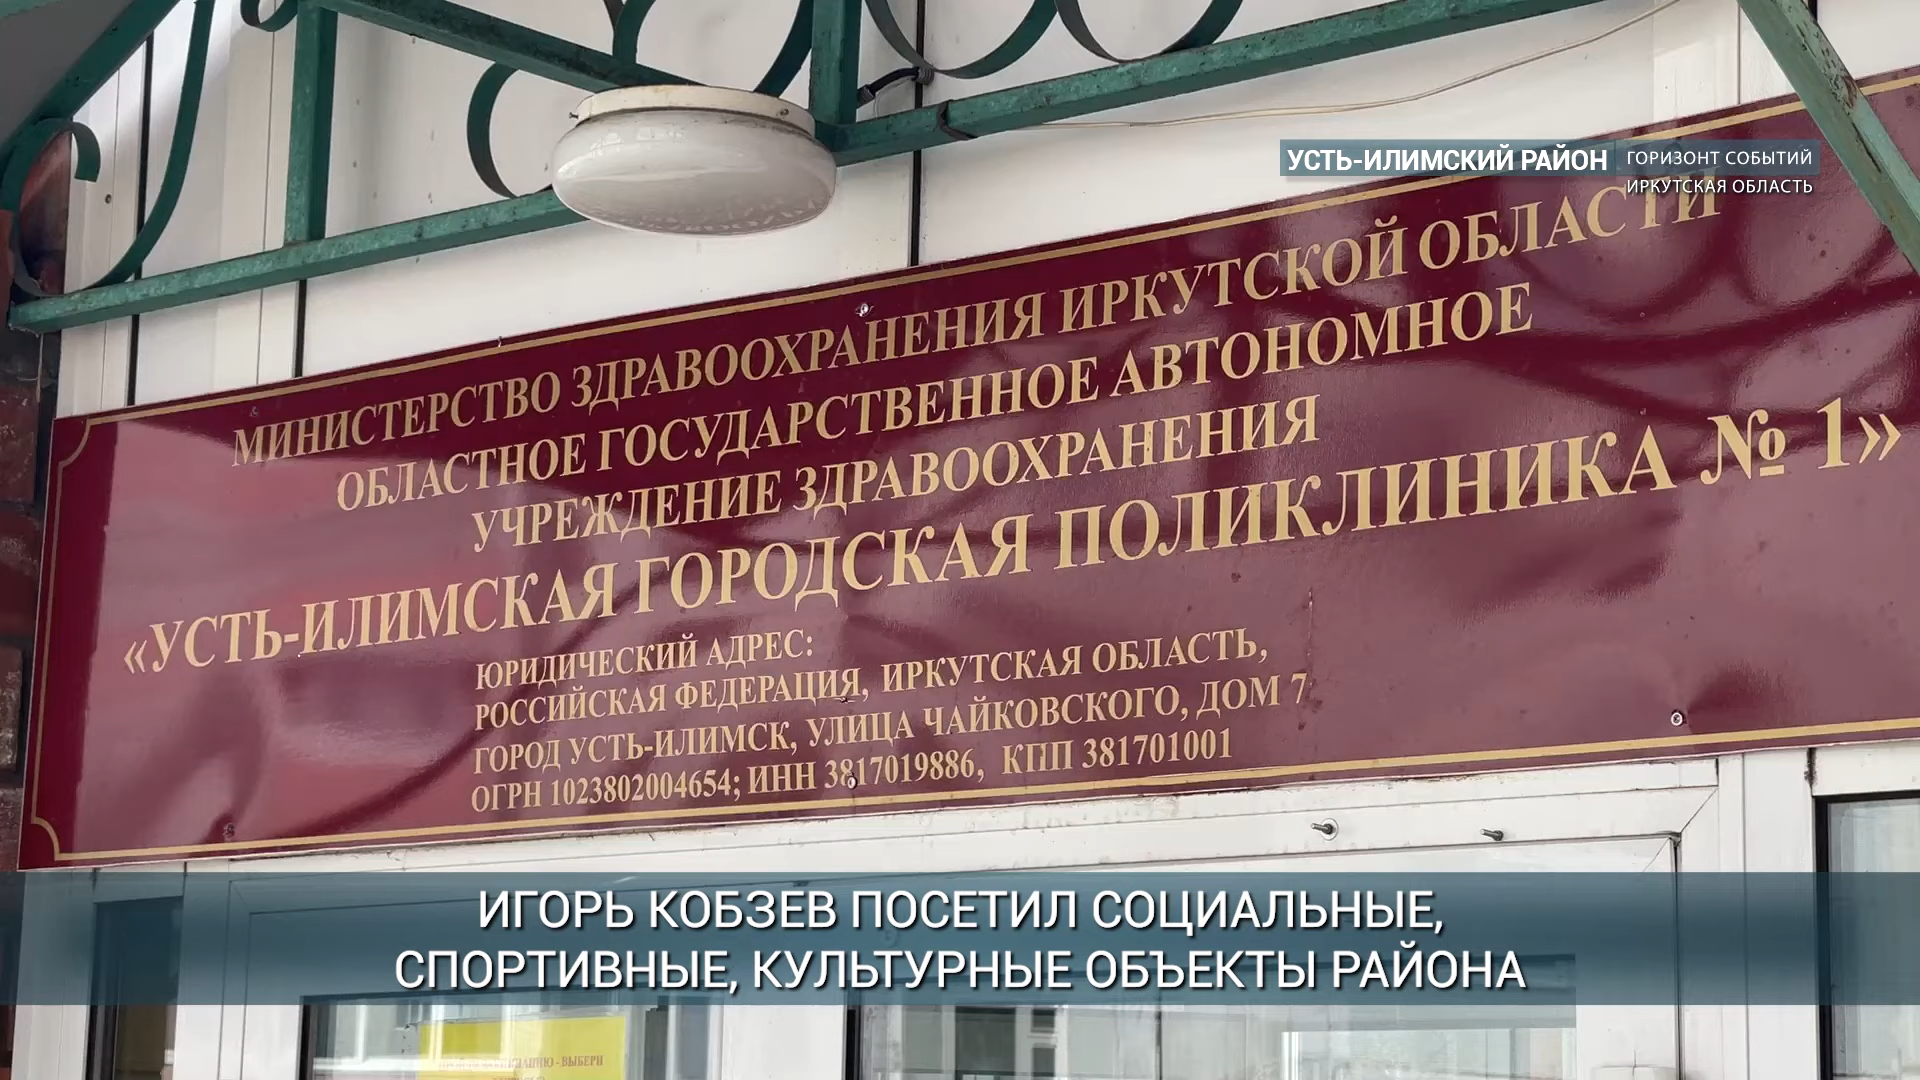 УСТЬ-ИЛИМСКИЙ РАЙОН
ГОРИЗОНТ СОБЫТИЙ
ИРКУТСКАЯ ОБЛАСТЬ
МИНИСТЕРСТВО ЗДРАВООХРАНЕНИЯ ИРКУТСКОЙ ОБЛАСТИ
ОБЛАСТНОЕ ГОСУДАРСТВЕННОЕ АВТОНОМНОЕ
УЧРЕЖДЕНИЕ ЗДРАВООХРАНЕНИЯ
«УСТЬ-ИЛИМСКАЯ ГОРОДСКАЯ ПОЛИКЛИНИКА № 1»
ЮРИДИЧЕСКИЙ АДРЕС:
РОССИЙСКАЯ ФЕДЕРАЦИЯ, ИРКУТСКАЯ ОБЛАСТЬ,
ГОРОД УСТЬ-ИЛИМСК, УЛИЦА ЧАЙКОВСКОГО, ДОМ 7
ОГРН 1023802004654; ИНН 3817019886, КПП 381701001
ИГОРЬ КОБЗЕВ ПОСЕТИЛ СОЦИАЛЬНЫЕ,
СПОРТИВНЫЕ, КУЛЬТУРНЫЕ ОБЪЕКТЫ РАЙОНА
- ВЫБЕРИ